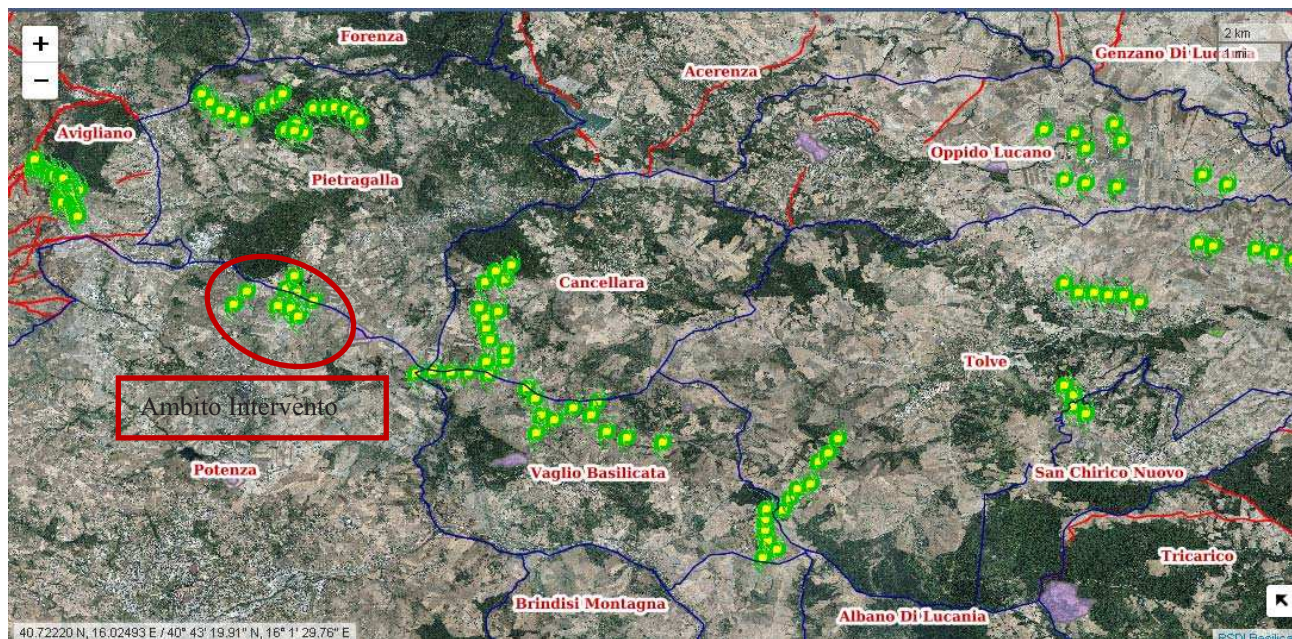 +
−
Forenza
2 km
1 mi
Genzano Di Lucania
Acerenza
Avigliano
Oppido Lucano
Pietragalla
Cancellara
Tolve
Ambito Intervento
Potenza
Vaglio Basilicata
San Chirico Nuovo
Tricarico
Brindisi Montagna
Albano Di Lucania
40.72220 N, 16.02493 E / 40° 43' 19.91" N, 16° 1' 29.76" E
RSDI Basilica